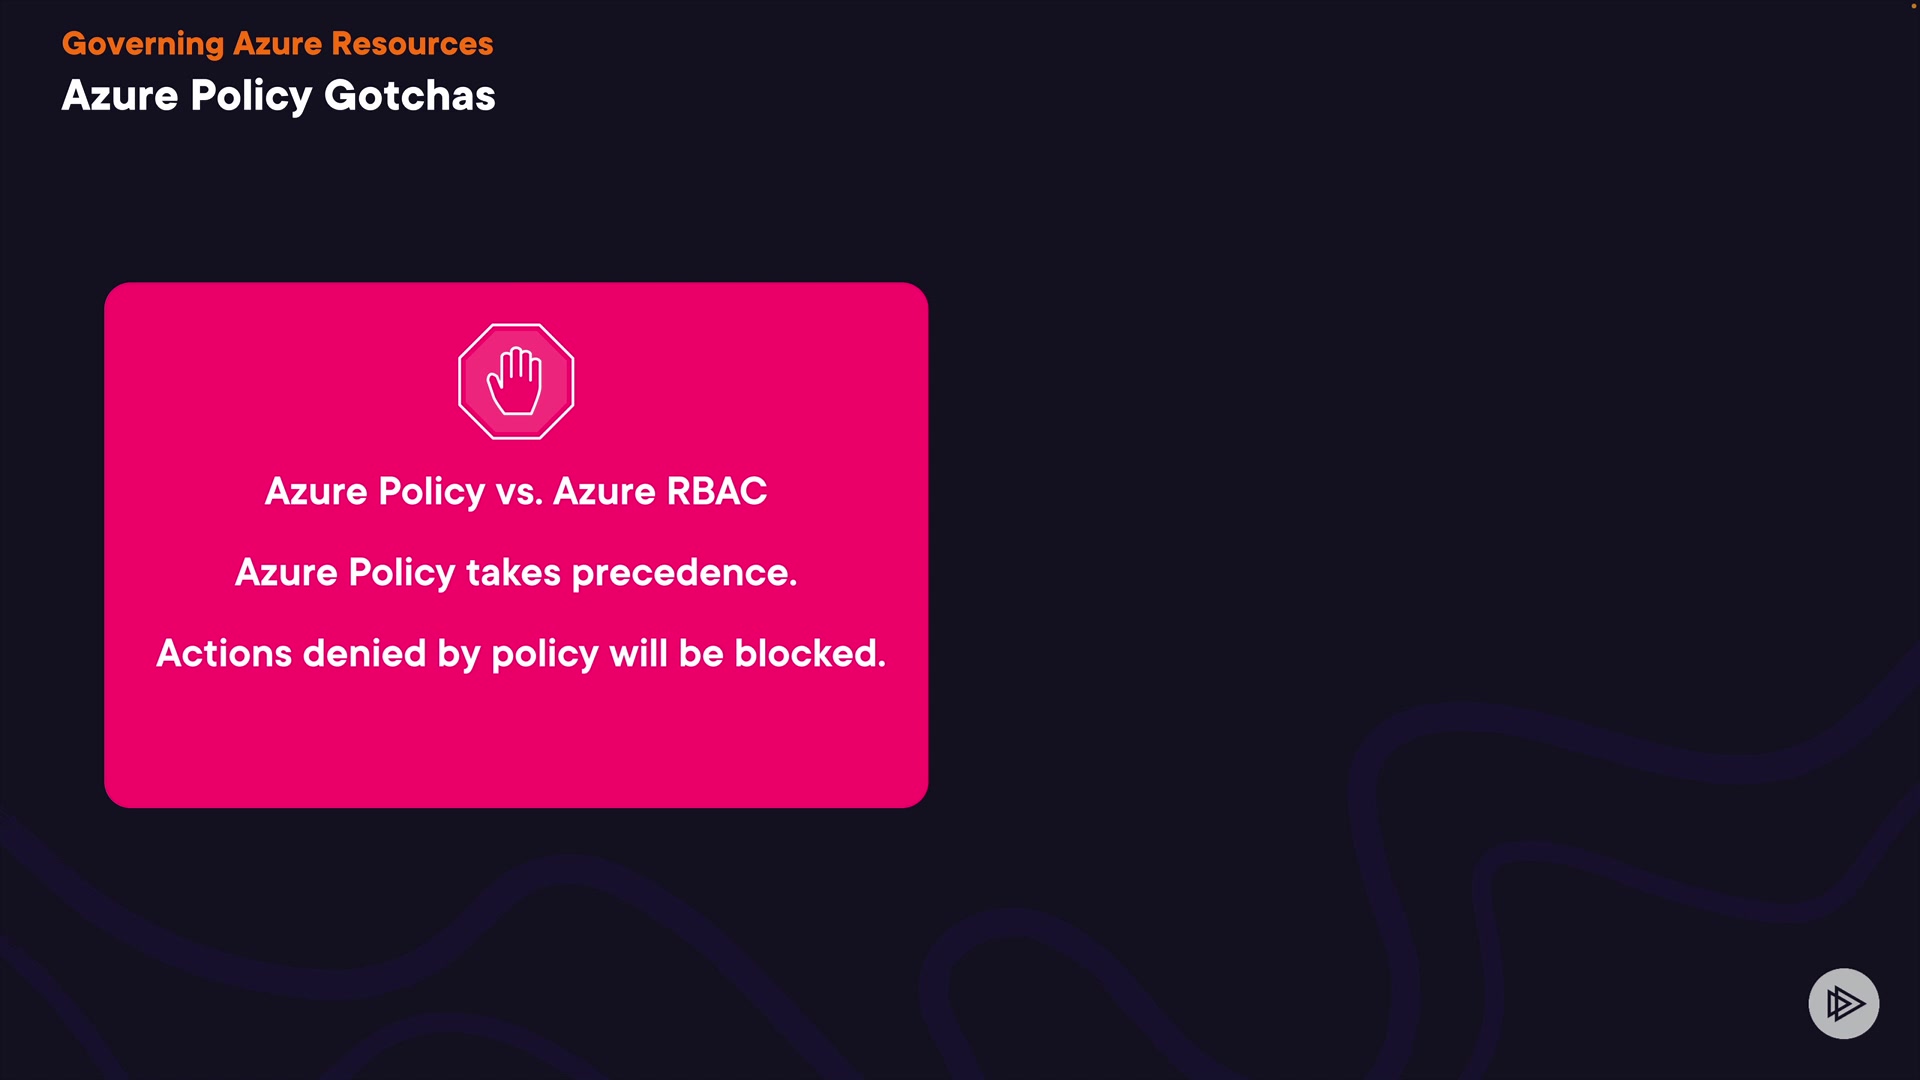 Governing Azure Resources
Azure Policy Gotchas
Azure Policy vs. Azure RBAC
Azure Policy takes precedence.
Actions denied by policy will be blocked.